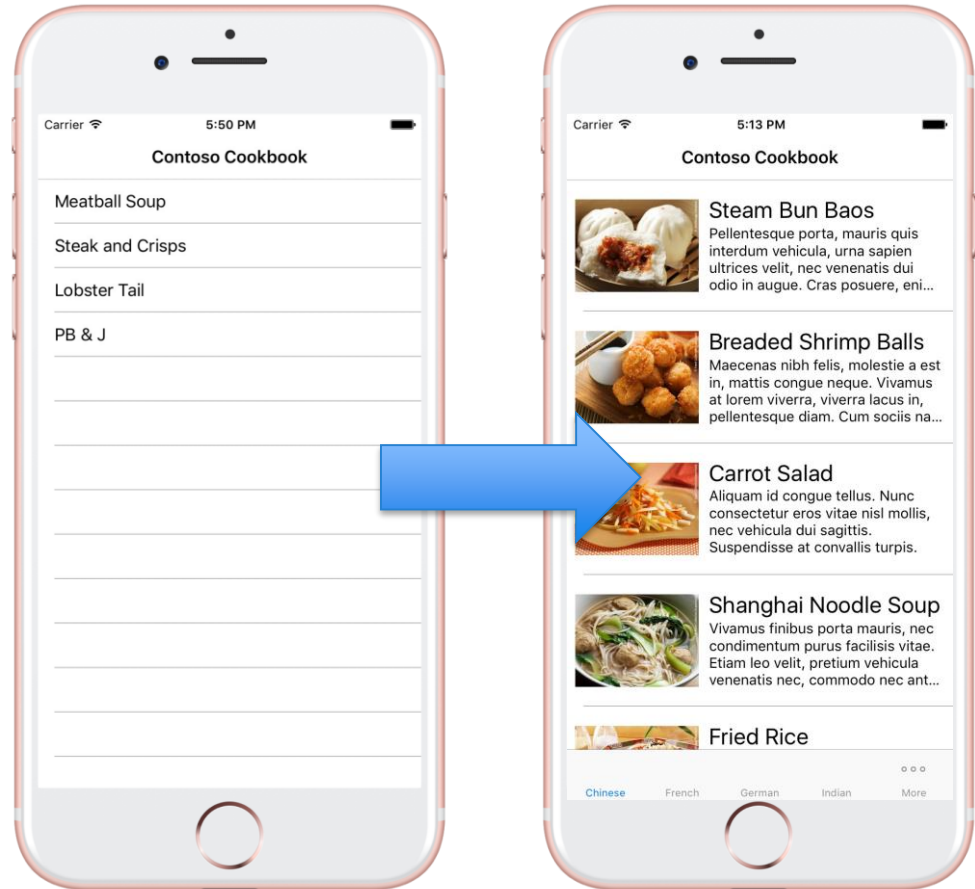 Carrier
5:50 PM
Contoso Cookbook
Meatball Soup
Steak and Crisps
Lobster Tail
PB & J
Carrier
5:13 PM
Contoso Cookbook
Steam Bun Baos
Pellentesque porta, mauris quis
interdum vehicula, urna sapien
ultrices velit, nec venenatis dui
odio in augue. Cras posuere, eni...
Breaded Shrimp Balls
Maecenas nibh felis, molestie a est
in, mattis congue neque. Vivamus
at lorem viverra, viverra lacus in,
pellentesque diam. Cum sociis na...
Carrot Salad
Aliquam id congue tellus. Nunc
consectetur eros vitae nisl mollis,
nec vehicula dui sagittis.
Suspendisse at convallis turpis.
Shanghai Noodle Soup
Vivamus finibus porta mauris, nec
condimentum purus facilisis vitae.
Etiam leo velit, pretium vehicula
venenatis nec, commodo nec ant...
Fried Rice
Chinese French German Indian More